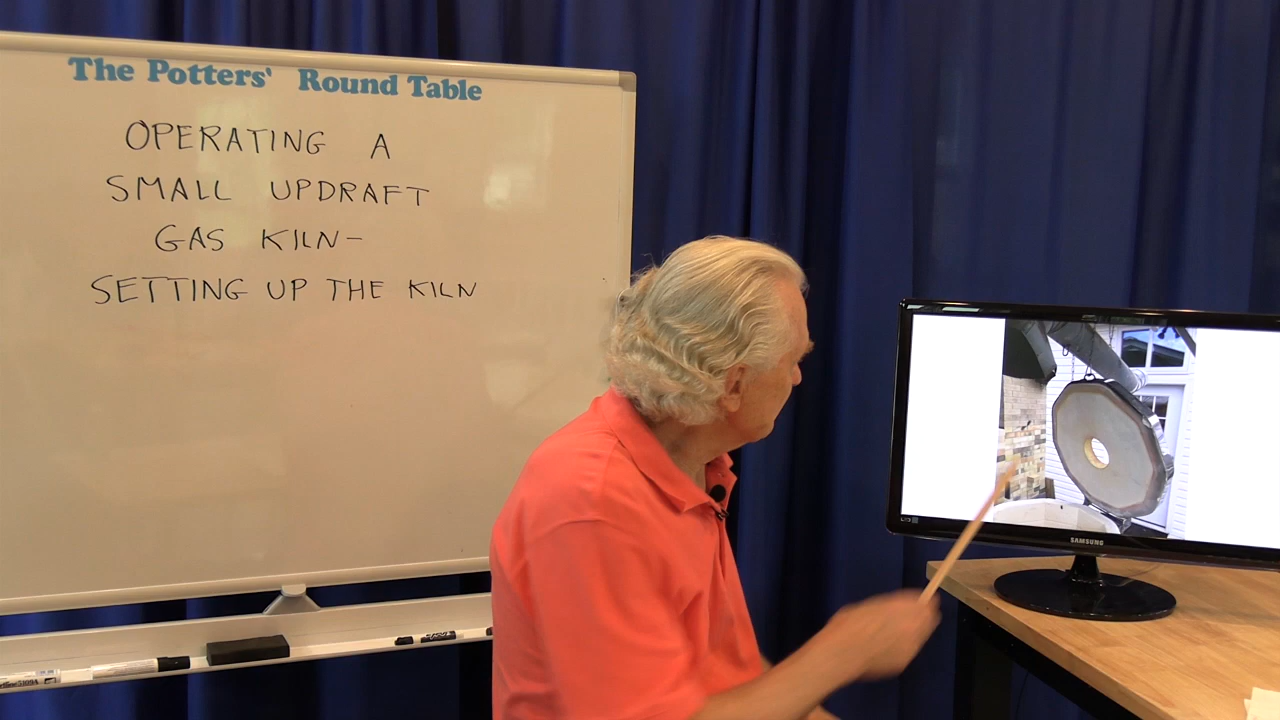 The Potters' Round Table
OPERATING A
SMALL UPDRAFT
GAS KILN-
SETTING UP THE KILN
SAMSUNG